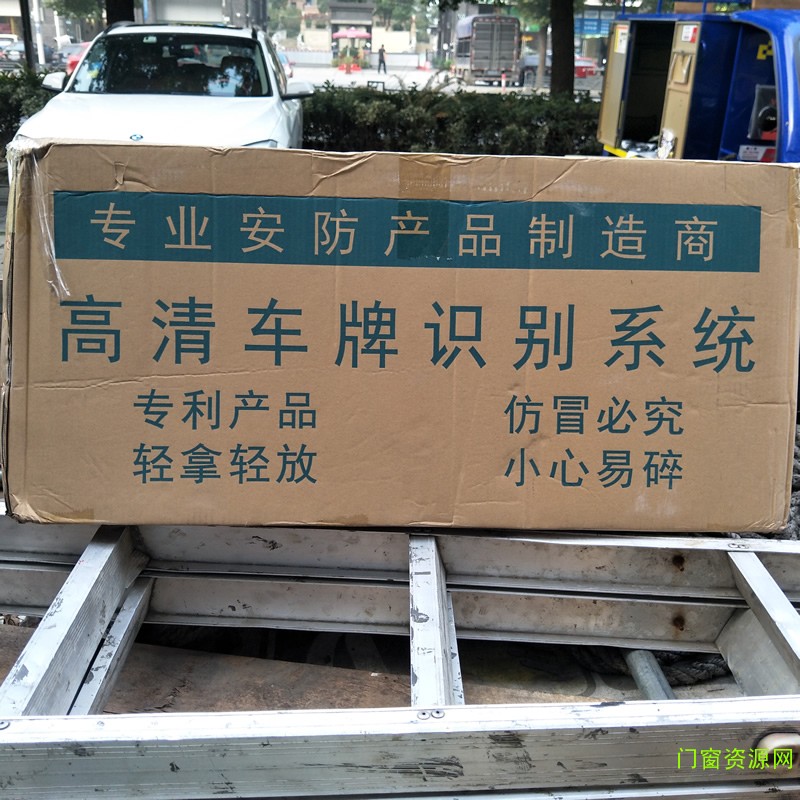 专业安防产品制造商
高清车牌识别系统
专利产品 仿冒必究
轻拿轻放 小心易碎
门窗资源网